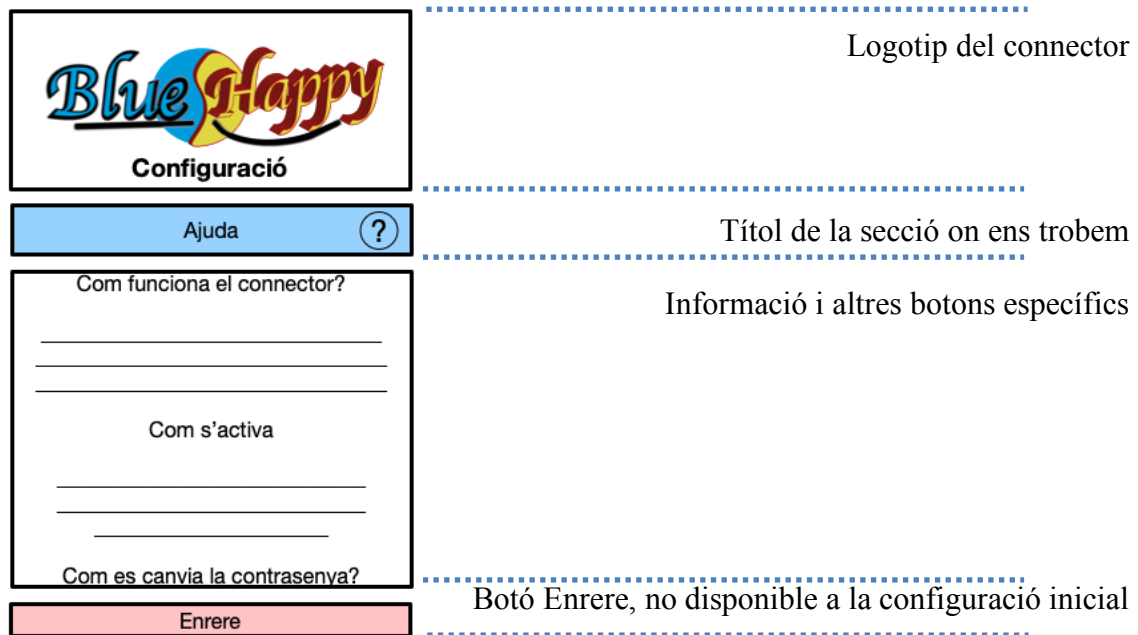 Logotip del connector
Blue Happy
Configuració
Ajuda ?
Títol de la secció on ens trobem
Com funciona el connector?
Informació i altres botons específics
Com s’activa
Com es canvia la contrasenya?
Botó Enrere, no disponible a la configuració inicial
Enrere